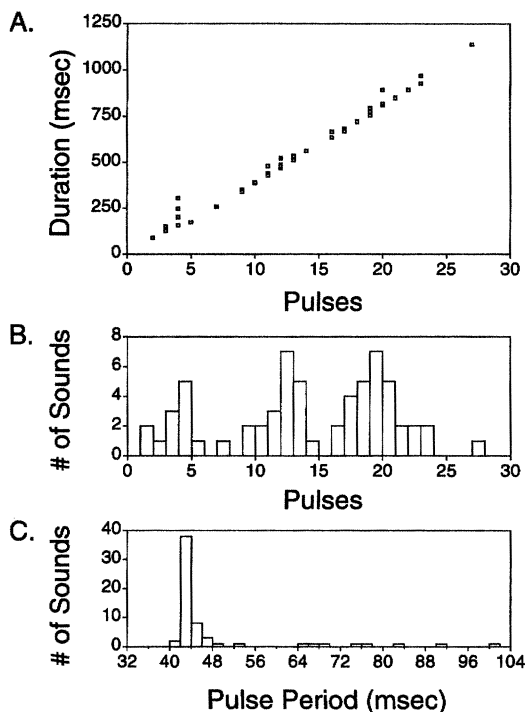 A.
Duration (msec)
1250
1000
750
500
250
0
0 5 10 15 20 25 30
Pulses
B.
# of Sounds
8
6
4
2
0
0 5 10 15 20 25 30
Pulses
C.
# of Sounds
40
30
20
10
0
32 40 48 56 64 72 80 88 96 104
Pulse Period (msec)